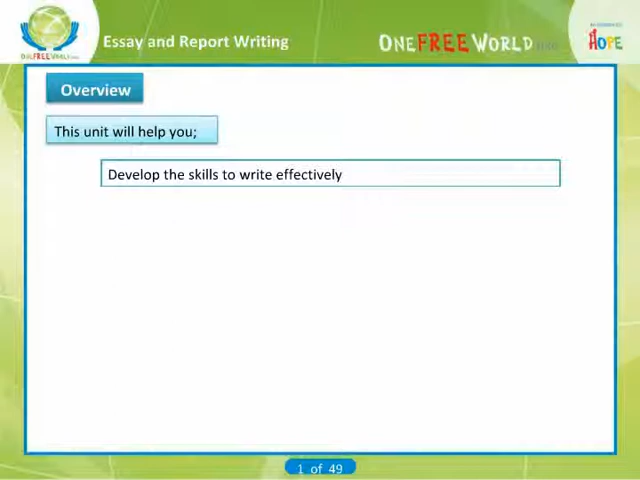 Essay and Report Writing
ONEFREEWORLD
HOPE
ONEFREEWORLD
Overview
This unit will help you;
Develop the skills to write effectively
1 of 49